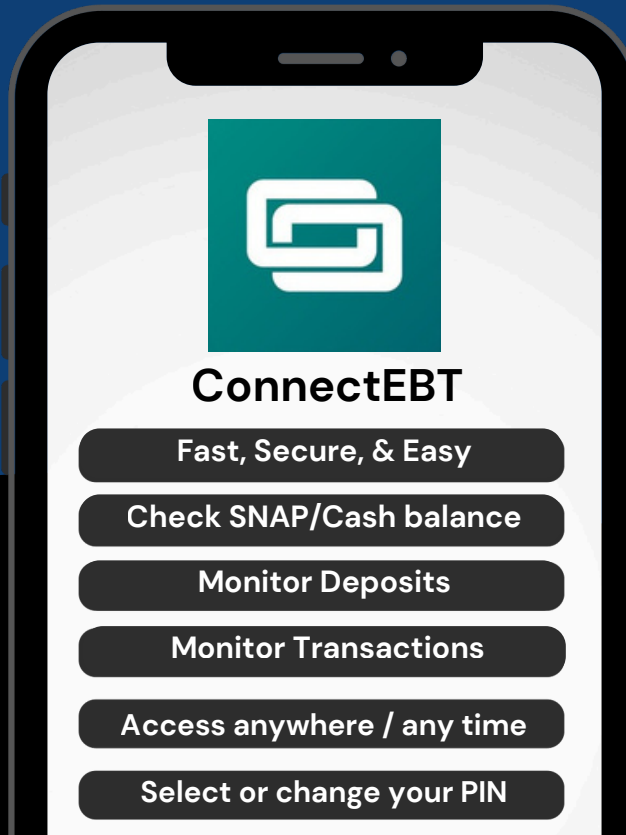 ConnectEBT
Fast, Secure, & Easy
Check SNAP/Cash balance
Monitor Deposits
Monitor Transactions
Access anywhere / any time
Select or change your PIN